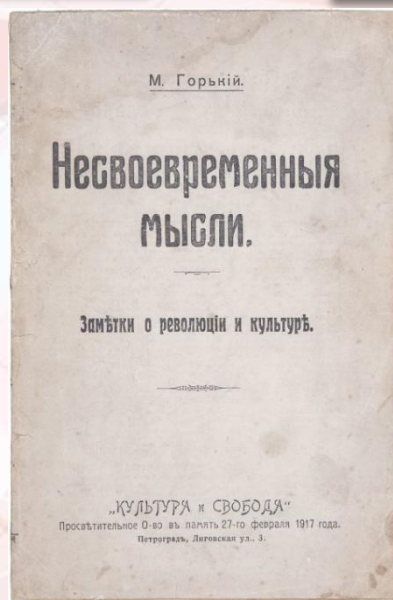 М. Горькій.
Несвоевременныя
мысли.
Замѣтки о революціи и культурѣ.
„КУЛЬТУРА и СВОБОДА“
Просвѣтительное О-во въ память 27-го февраля 1917 года.
Петроградъ, Лиговская ул., 3.